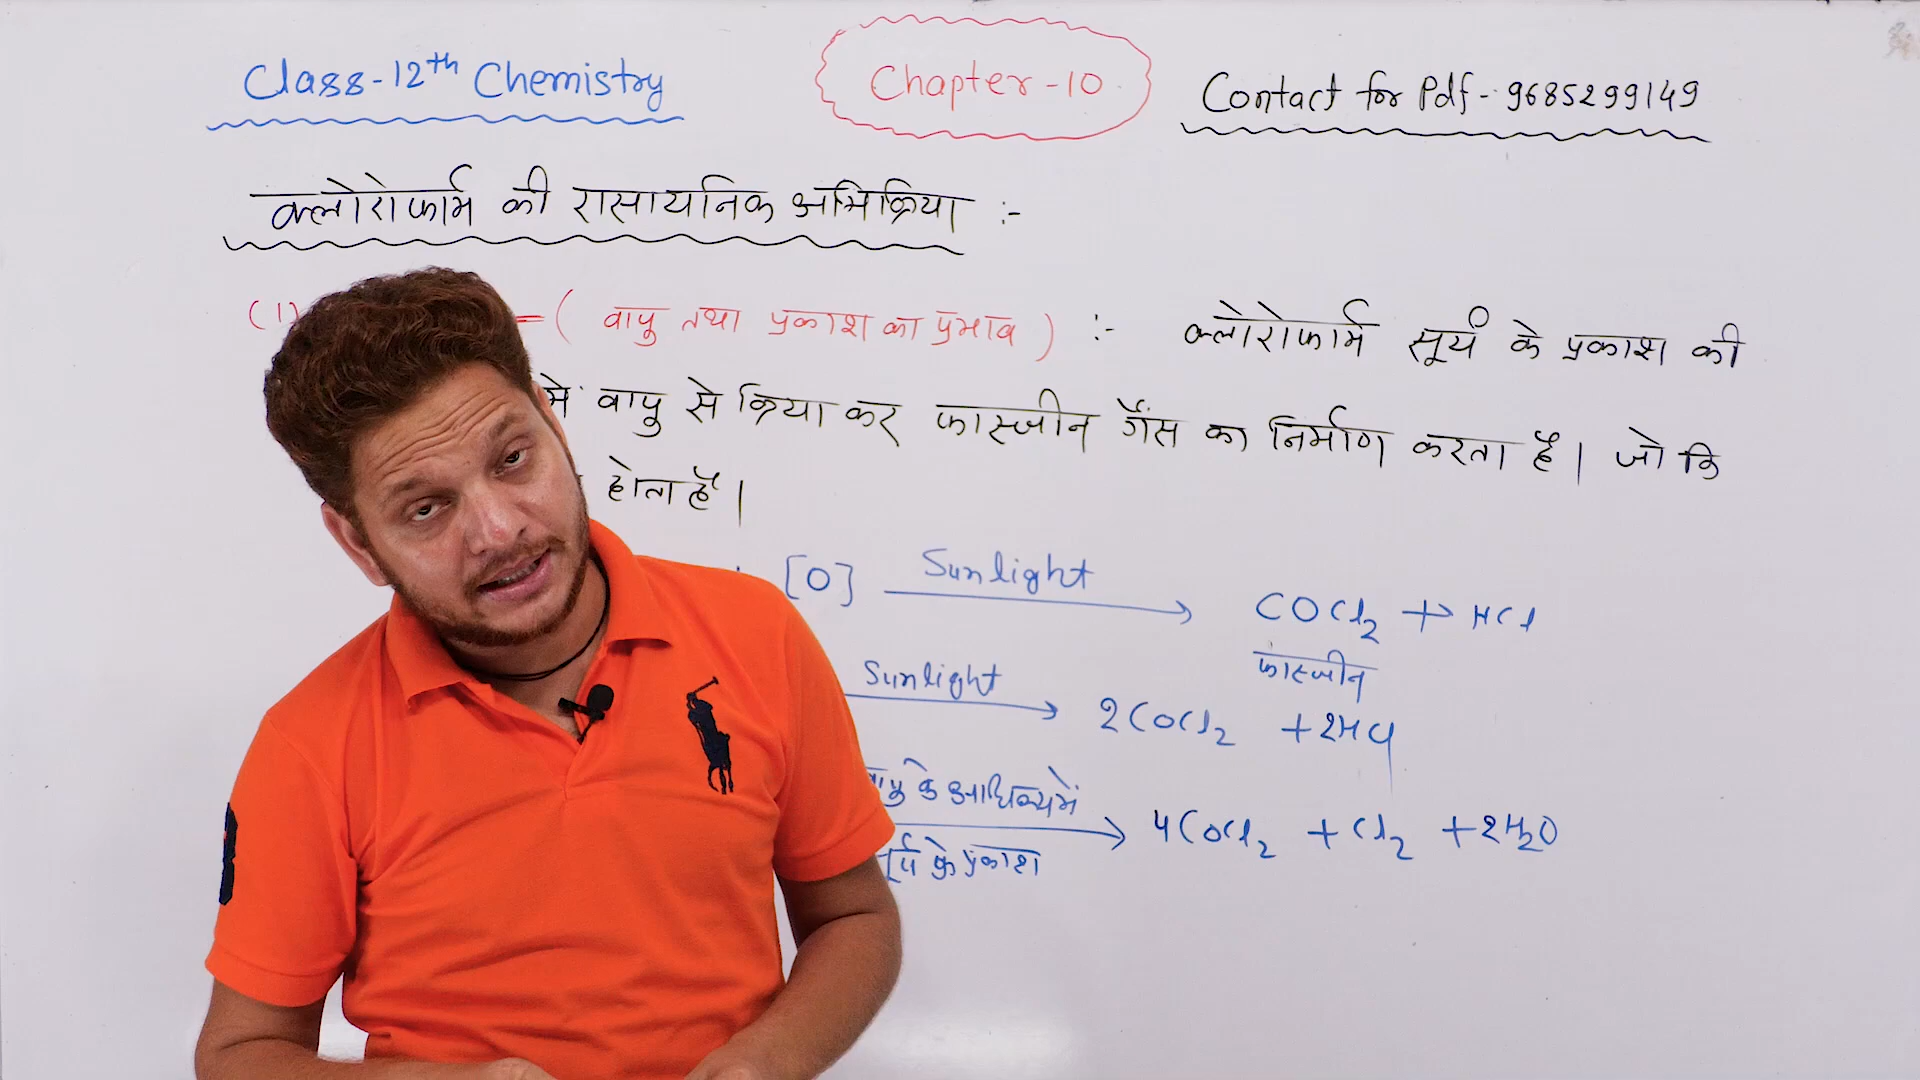 Class-12th Chemistry
Chapter-10
Contact for Pdf-9685299149
क्लोरोफार्म की रासायनिक अभिक्रिया :-
(1) =( वायु तथा प्रकाश का प्रभाव ) :- क्लोरोफार्म सूर्य के प्रकाश की
में वायु से क्रिया कर फास्जीन गैस का निर्माण करता है। जो कि
होता है।
[O] Sunlight COCl2 + HCl
फास्जीन
Sunlight 2COCl2 +2HCl
के आधिक्य में
4COCl2 + Cl2 +2H2O
के प्रकाश